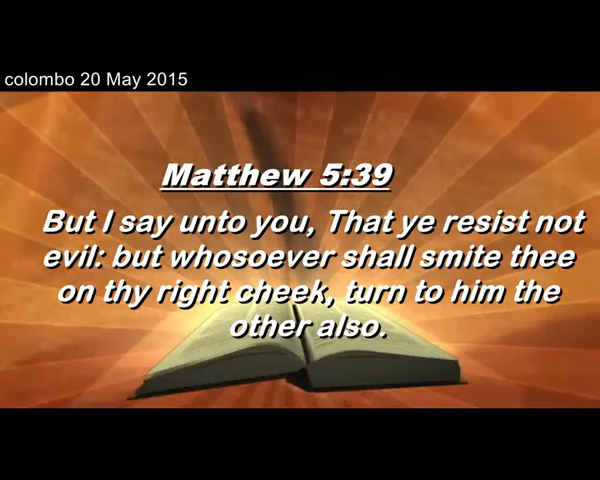 colombo 20 May 2015
Matthew 5:39
But I say unto you, That ye resist not
evil: but whosoever shall smite thee
on thy right cheek, turn to him the
other also.